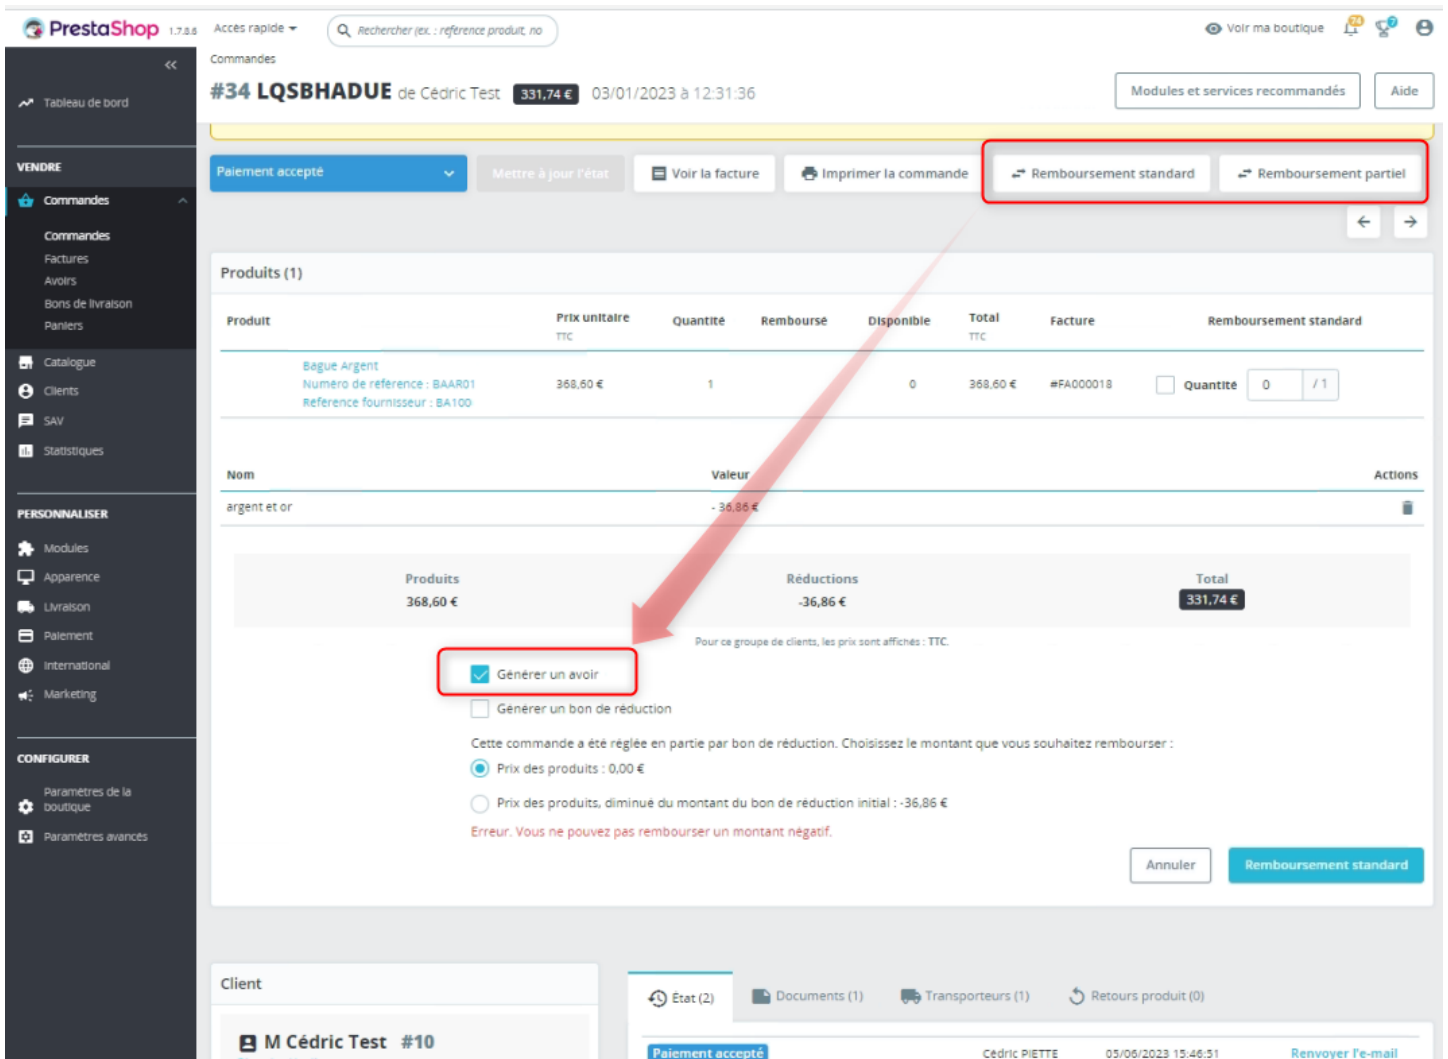 PrestaShop 1.7.8.8 Accès rapide Rechercher (ex. : référence produit, no Voir ma boutique 74 7
Commandes
#34 LQSBHADUE de Cédric Test 331,74 € 03/01/2023 à 12:31:36 Modules et services recommandés Aide
Tableau de bord
VENDRE
Commandes
Commandes
Factures
Avoirs
Bons de livraison
Paniers
Catalogue
Clients
SAV
Statistiques
PERSONNALISER
Modules
Apparence
Livraison
Paiement
International
Marketing
CONFIGURER
Paramètres de la
boutique
Paramètres avancés
Paiement accepté Mettre à jour l'état Voir la facture Imprimer la commande Remboursement standard Remboursement partiel
Produits (1)
Produit Prix unitaire Quantité Remboursé Disponible Total Facture Remboursement standard
TTC TTC
Bague Argent
Numéro de référence : BAAR01 368,60 € 1 0 368,60 € #FA000018 Quantité 0 / 1
Référence fournisseur : BA100
Nom Valeur Actions
argent et or - 36,86 €
Produits Réductions Total
368,60 € -36,86 € 331,74 €
Pour ce groupe de clients, les prix sont affichés : TTC.
Générer un avoir
Générer un bon de réduction
Cette commande a été réglée en partie par bon de réduction. Choisissez le montant que vous souhaitez rembourser :
Prix des produits : 0,00 €
Prix des produits, diminué du montant du bon de réduction initial : -36,86 €
Erreur. Vous ne pouvez pas rembourser un montant négatif.
Annuler Remboursement standard
Client
État (2) Documents (1) Transporteurs (1) Retours produit (0)
M Cédric Test #10
Paiement accepté Cédric PIETTE 05/06/2023 15:46:51 Renvoyer l'e-mail